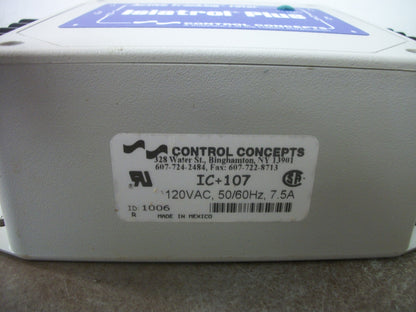 Islatrol Plus
CONTROL CONCEPTS
CONTROL CONCEPTS
328 Water St., Binghamton, NY 13901
607-724-2484, Fax: 607-722-8713
IC+107
120VAC, 50/60Hz, 7.5A
ID: 1006
R
MADE IN MEXICO